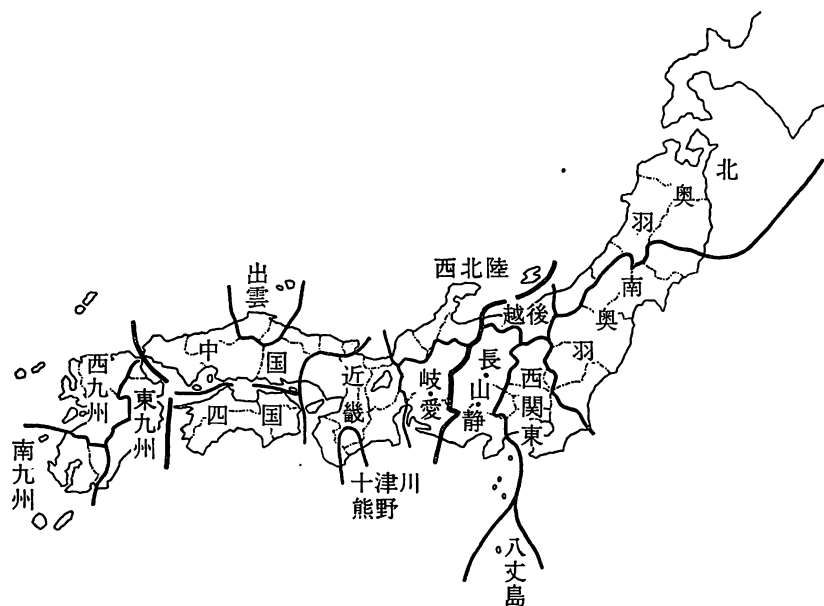 北
奥
羽
南
奥
羽
出雲
西北陸
越後
中国
近畿
岐・愛
長・山・静
西関東
西九州
東九州
四国
南九州
十津川
熊野
八丈島